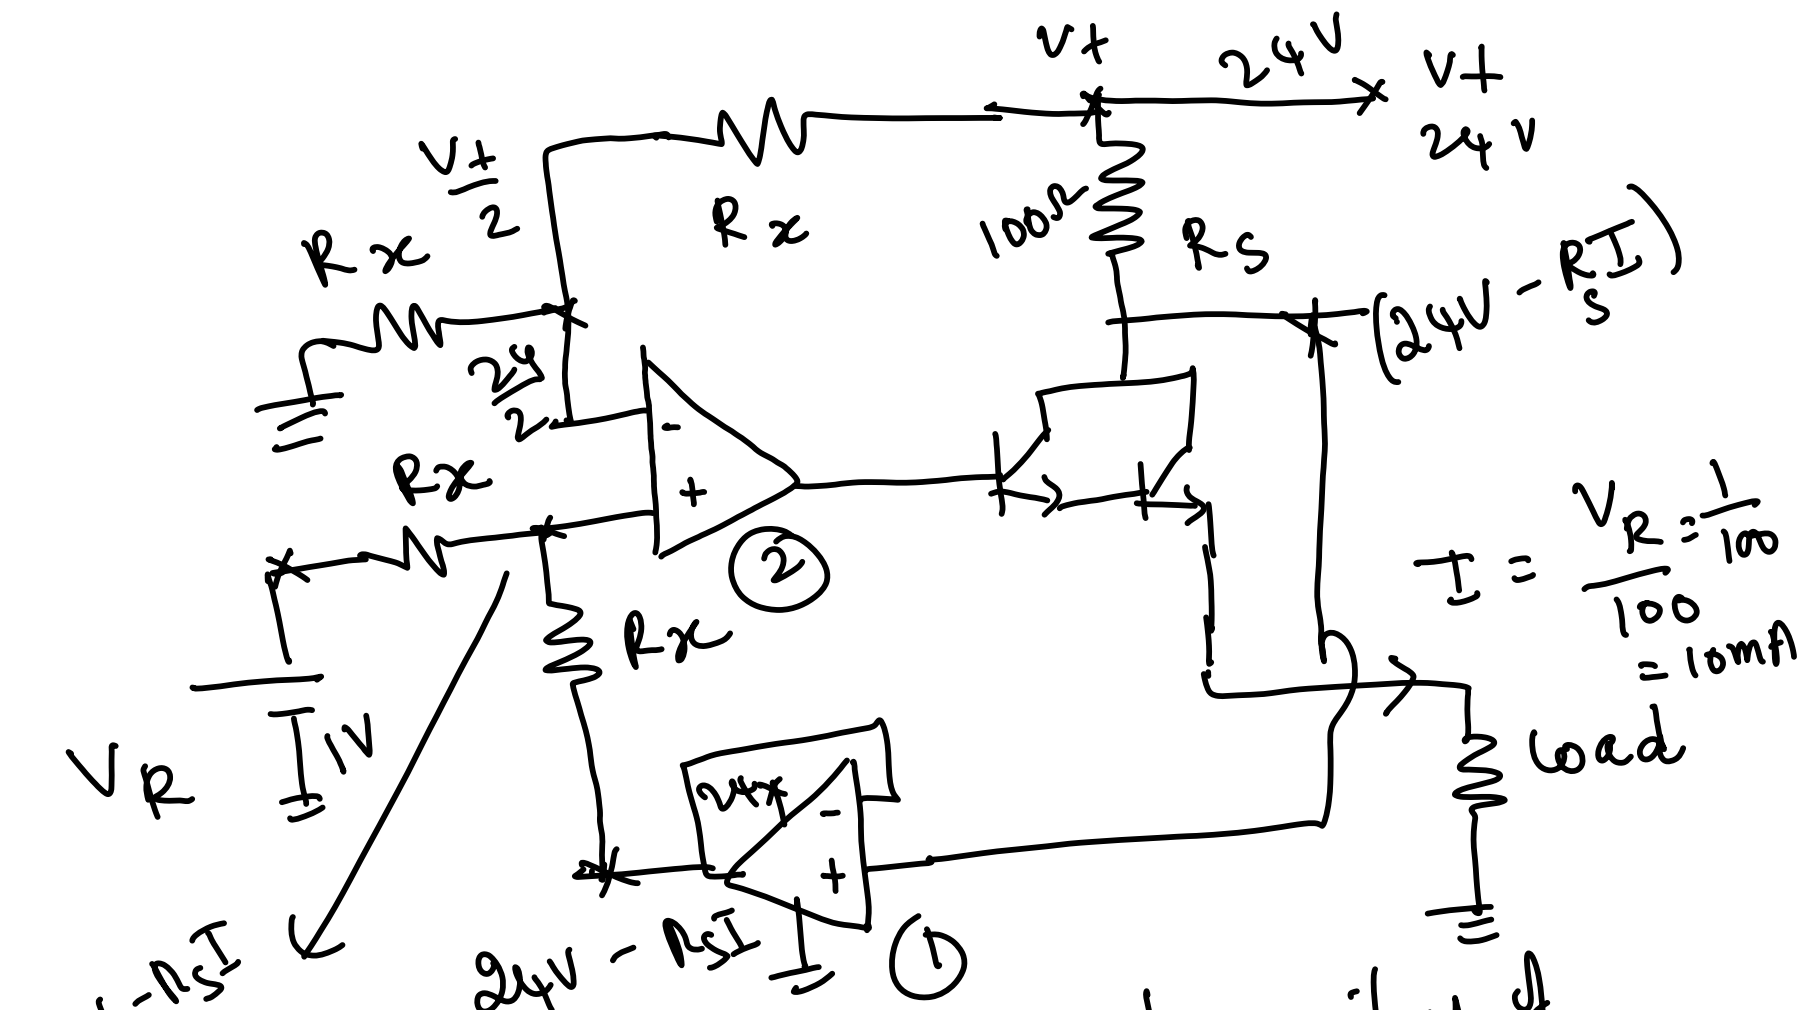 V+
24V
V+
24V
V+
2
Rx
Rx
100Ω
RS
(24V - RSI)
24
2
-
+
2
Rx
Rx
VR
1V
I = VR = 1
100 100
= 10mA
Load
24V
-
+
1
24V - RSI
- RSI